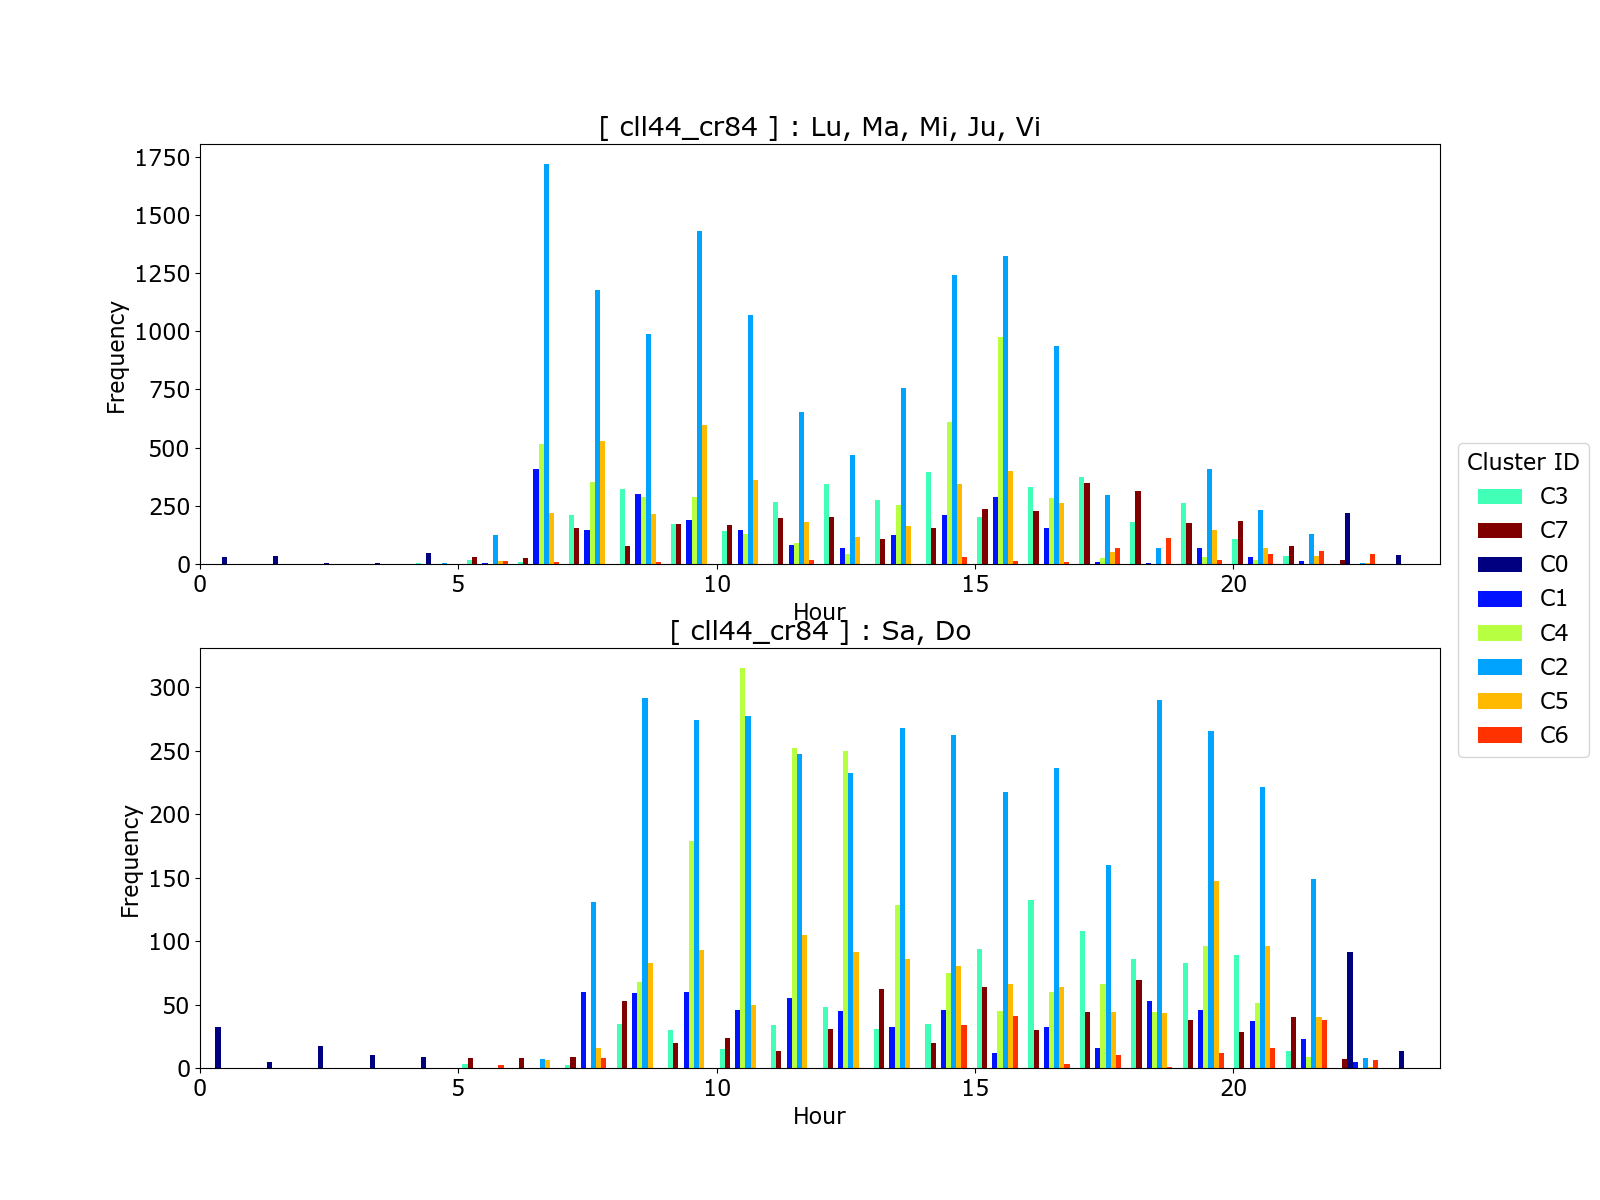 [ cll44_cr84 ] : Lu, Ma, Mi, Ju, Vi
1750
1500
1250
1000
750
500
250
0
Frequency
0 5 10 15 20
Hour
[ cll44_cr84 ] : Sa, Do
300
250
200
150
100
50
0
Frequency
0 5 10 15 20
Hour
Cluster ID
C3
C7
C0
C1
C4
C2
C5
C6